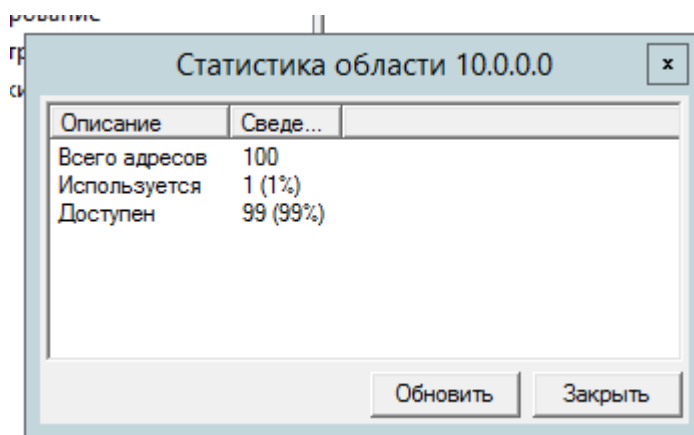 Статистика области 10.0.0.0
x
Описание Сведе...
Всего адресов 100
Используется 1 (1%)
Доступен 99 (99%)
Обновить Закрыть